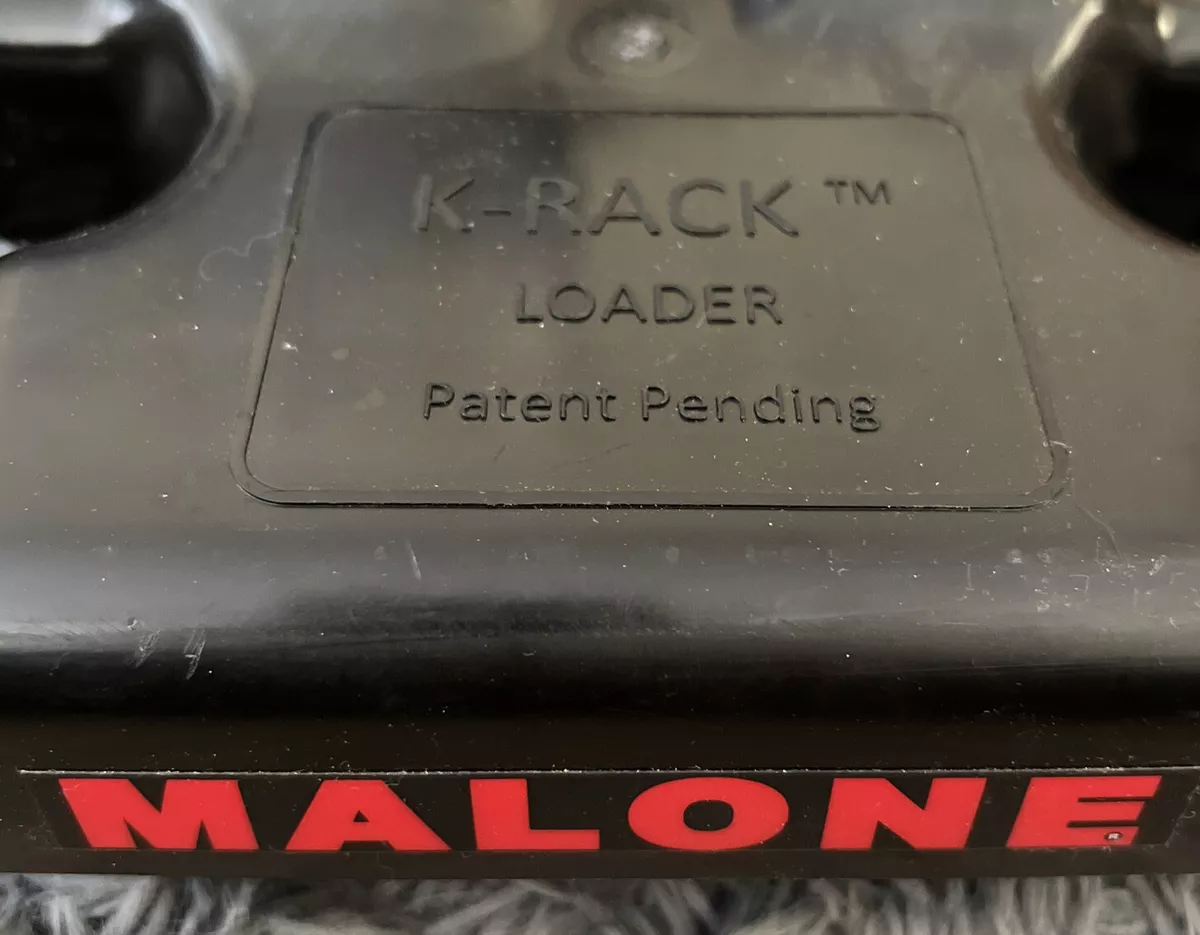 K-RACK ™
LOADER
Patent Pending
MALONE®